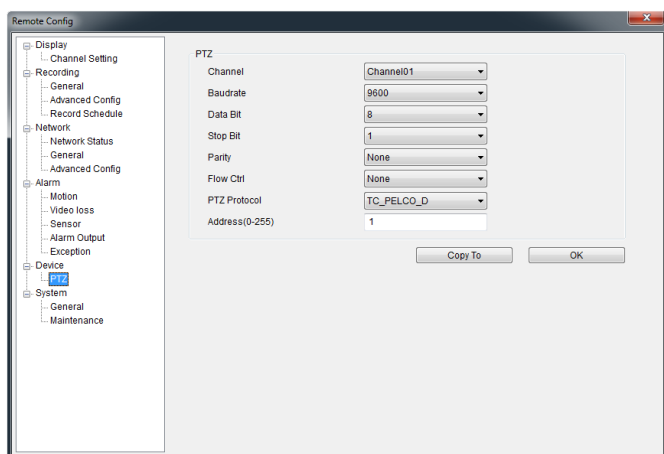 Remote Config
Display
Channel Setting
Recording
General
Advanced Config
Record Schedule
Network
Network Status
General
Advanced Config
Alarm
Motion
Video loss
Sensor
Alarm Output
Exception
Device
PTZ
System
General
Maintenance
PTZ
Channel Channel01
Baudrate 9600
Data Bit 8
Stop Bit 1
Parity None
Flow Ctrl None
PTZ Protocol TC_PELCO_D
Address(0-255) 1
Copy To OK